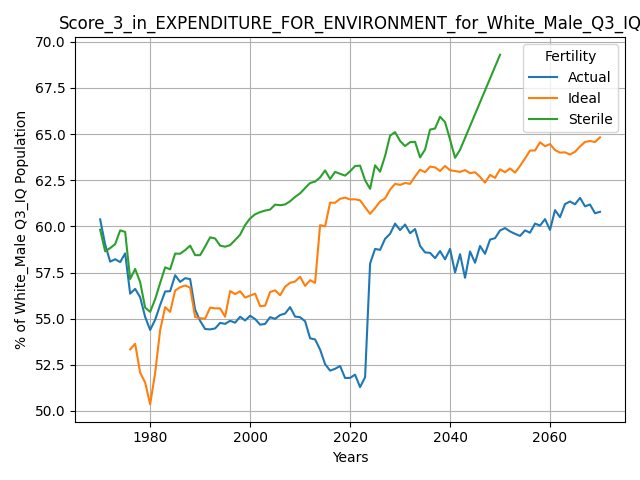 Score_3_in_EXPENDITURE_FOR_ENVIRONMENT_for_White_Male_Q3_IQ
% of White_Male Q3_IQ Population
70.0
67.5
65.0
62.5
60.0
57.5
55.0
52.5
50.0
Fertility
Actual
Ideal
Sterile
1980
2000
2020
2040
2060
Years